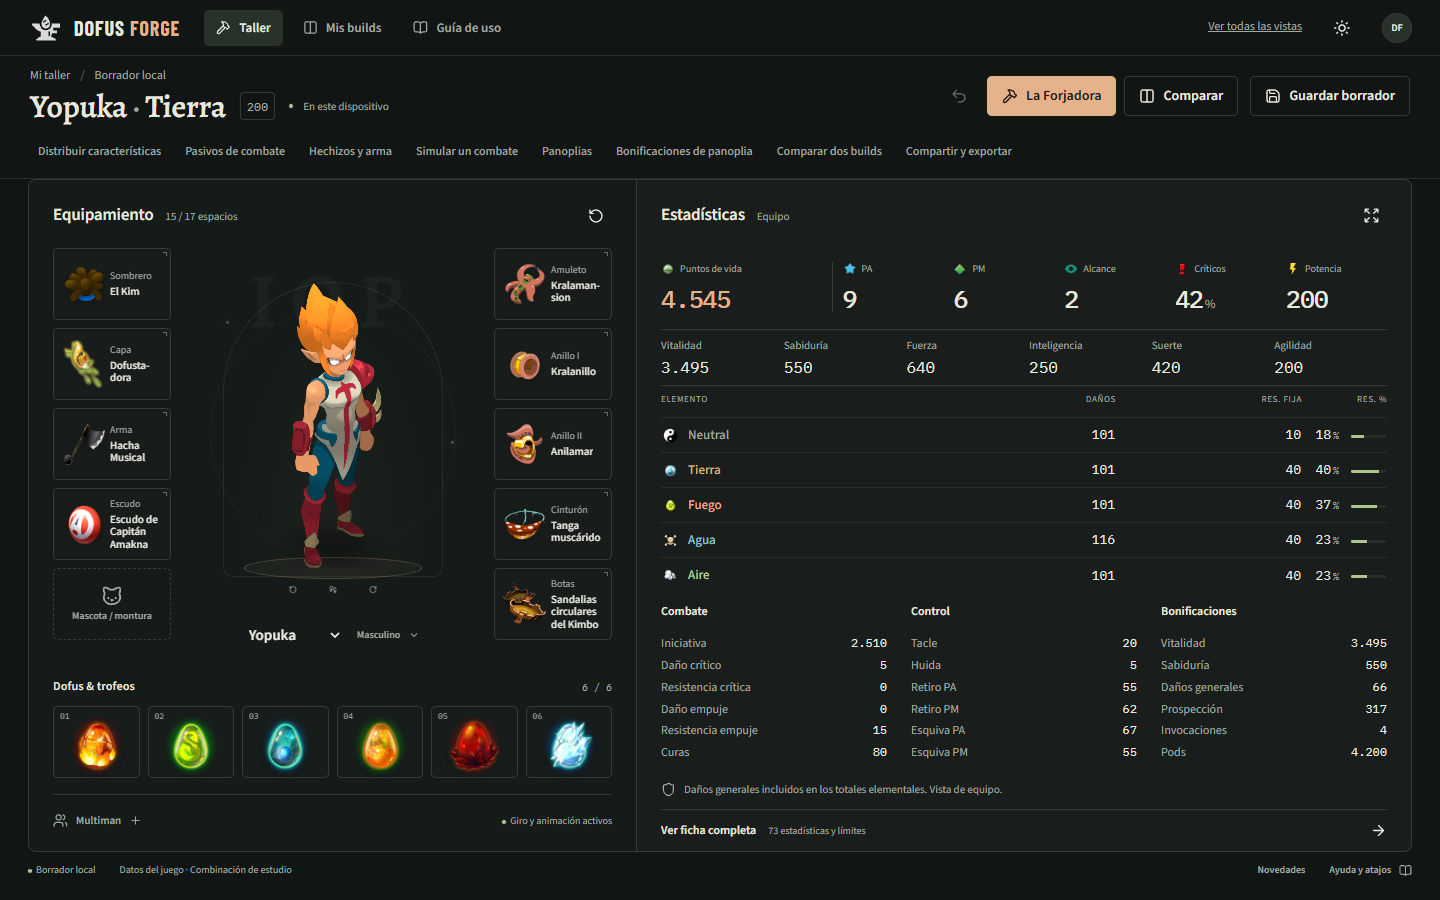 DOFUS FORGE
Taller
Mis builds
Guía de uso
Ver todas las vistas
DF
Mi taller / Borrador local
Yopuka · Tierra
200
• En este dispositivo
La Forjadora
Comparar
Guardar borrador
Distribuir características
Pasivos de combate
Hechizos y arma
Simular un combate
Panoplias
Bonificaciones de panoplia
Comparar dos builds
Compartir y exportar
Equipamiento
15 / 17 espacios
Sombrero
El Kim
Capa
Dofusta-
dora
Arma
Hacha
Musical
Escudo
Escudo de
Capitán
Amakna
Mascota / montura
IOP
Yopuka
Masculino
Amuleto
Kralaman-
sion
Anillo I
Kralanillo
Anillo II
Anilamar
Cinturón
Tanga
muscárido
Botas
Sandalias
circulares
del Kimbo
Dofus & trofeos
6 / 6
01
02
03
04
05
06
Multiman +
Giro y animación activos
Estadísticas
Equipo
Puntos de vida
4.545
PA
9
PM
6
Alcance
2
Críticos
42%
Potencia
200
Vitalidad
3.495
Sabiduría
550
Fuerza
640
Inteligencia
250
Suerte
420
Agilidad
200
ELEMENTO DAÑOS RES. FIJA RES. %
Neutral 101 10 18%
Tierra 101 40 40%
Fuego 101 40 37%
Agua 116 40 23%
Aire 101 40 23%
Combate
Iniciativa 2.510
Daño crítico 5
Resistencia crítica 0
Daño empuje 0
Resistencia empuje 15
Curas 80
Control
Tacle 20
Huida 5
Retiro PA 55
Retiro PM 62
Esquiva PA 67
Esquiva PM 55
Bonificaciones
Vitalidad 3.495
Sabiduría 550
Daños generales 66
Prospección 317
Invocaciones 4
Pods 4.200
Daños generales incluidos en los totales elementales. Vista de equipo.
Ver ficha completa
73 estadísticas y límites
Borrador local
Datos del juego · Combinación de estudio
Novedades
Ayuda y atajos